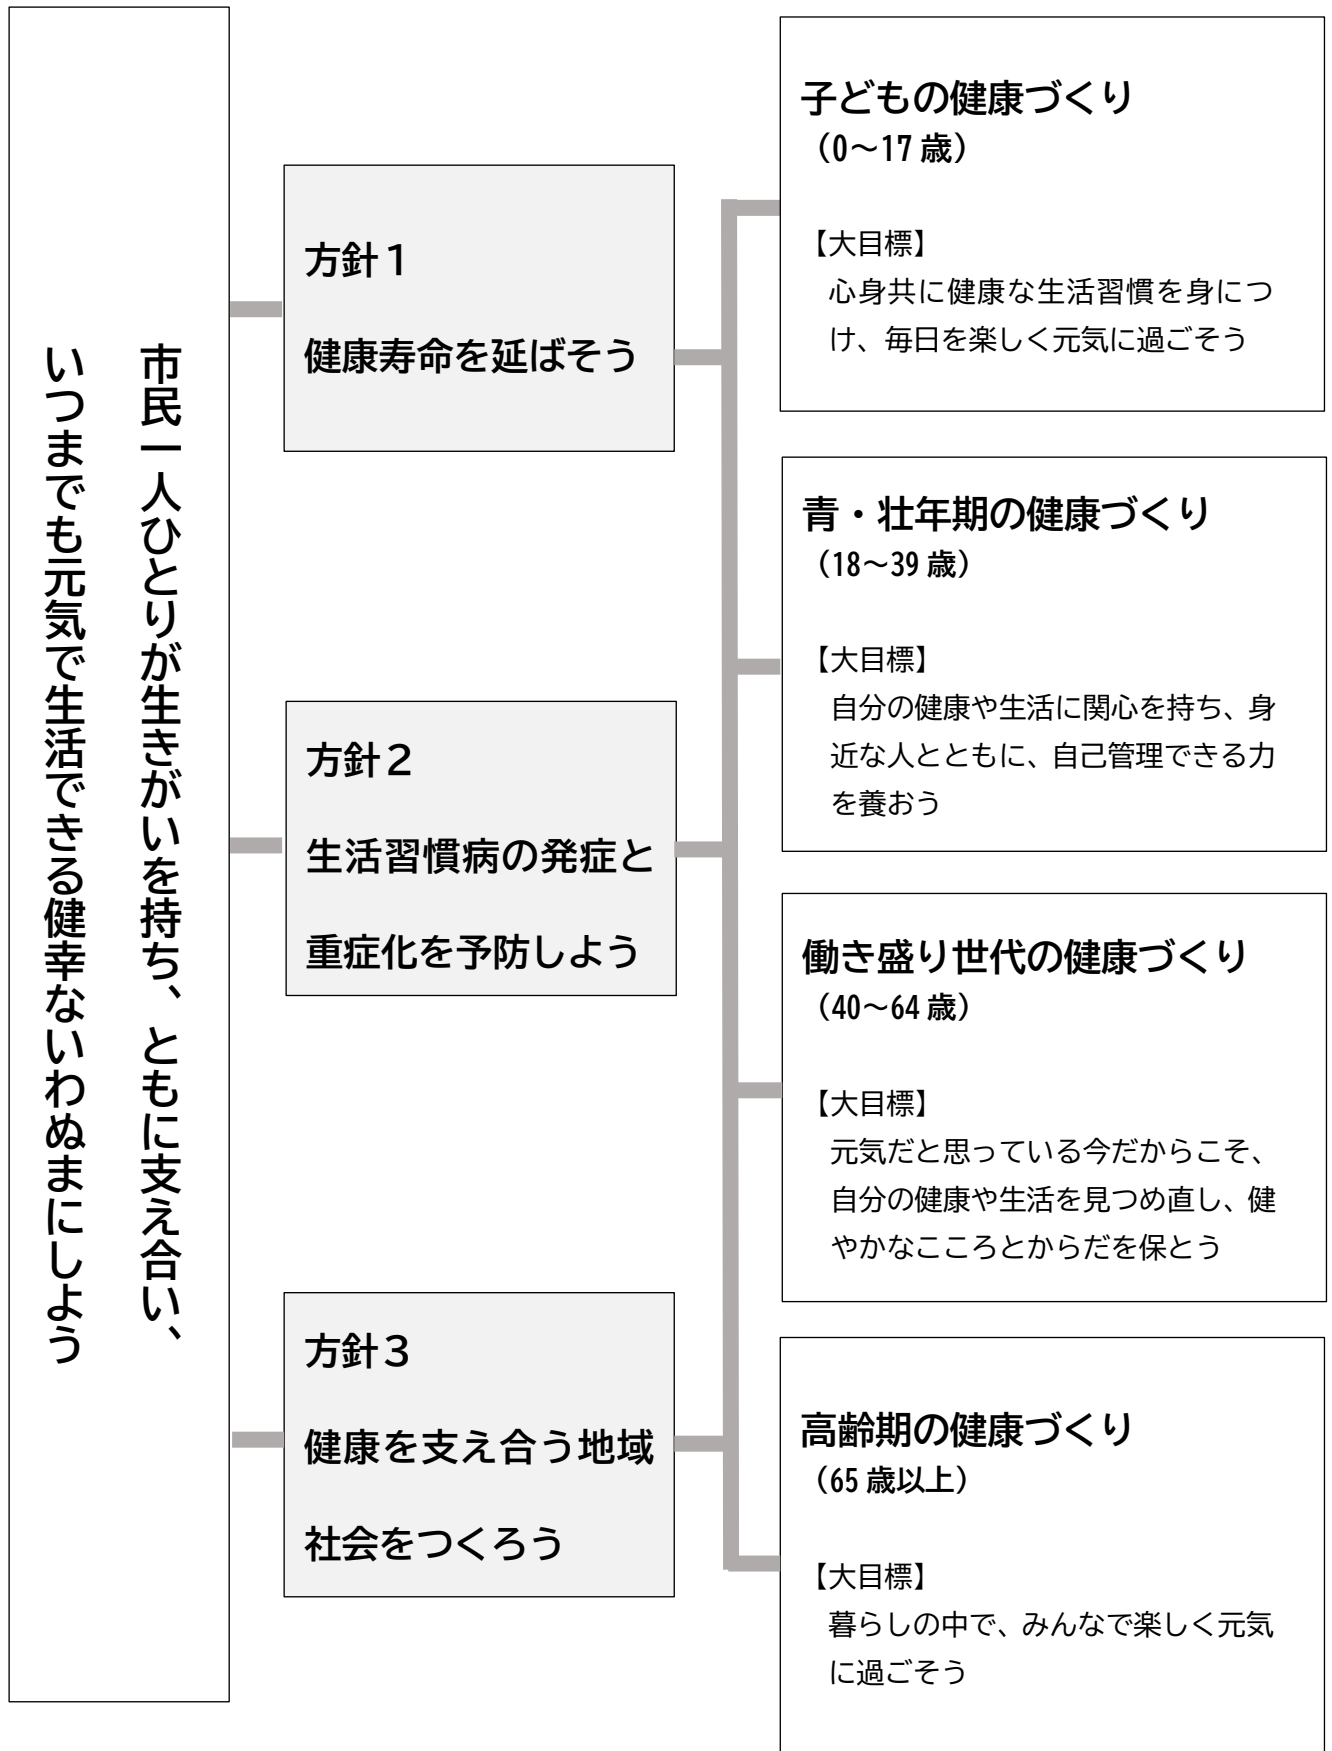 市民一人ひとりが生きがいを持ち、ともに支え合い、
いつまでも元気で生活できる健幸ないわぬまにしよう
方針１
健康寿命を延ばそう
方針２
生活習慣病の発症と
重症化を予防しよう
方針３
健康を支え合う地域
社会をつくろう
子どもの健康づくり
（0～17歳）
【大目標】
心身共に健康な生活習慣を身につ
け、毎日を楽しく元気に過ごそう
青・壮年期の健康づくり
（18～39歳）
【大目標】
自分の健康や生活に関心を持ち、身
近な人とともに、自己管理できる力
を養おう
働き盛り世代の健康づくり
（40～64歳）
【大目標】
元気だと思っている今だからこそ、
自分の健康や生活を見つめ直し、健
やかなこころとからだを保とう
高齢期の健康づくり
（65歳以上）
【大目標】
暮らしの中で、みんなで楽しく元気
に過ごそう